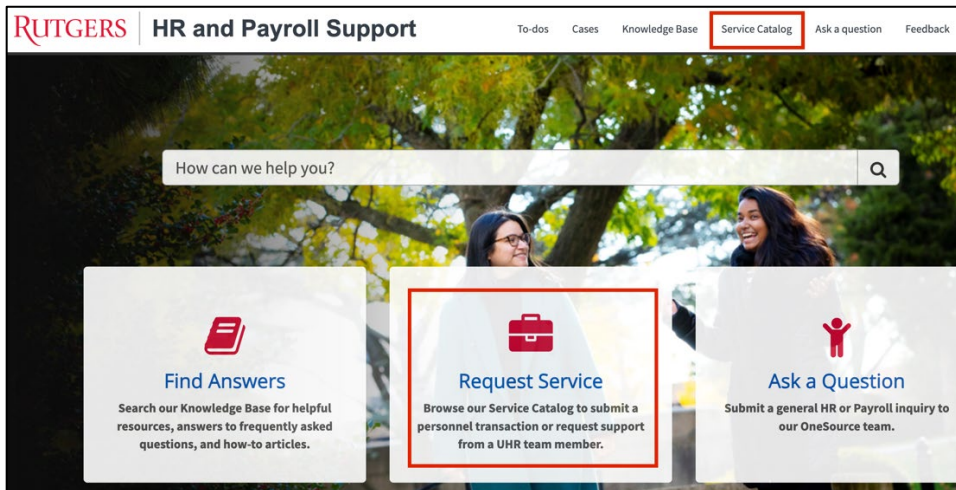 RUTGERS HR and Payroll Support
To-dos Cases Knowledge Base Service Catalog Ask a question Feedback
How can we help you?
Find Answers
Search our Knowledge Base for helpful
resources, answers to frequently asked
questions, and how-to articles.
Request Service
Browse our Service Catalog to submit a
personnel transaction or request support
from a UHR team member.
Ask a Question
Submit a general HR or Payroll inquiry to
our OneSource team.